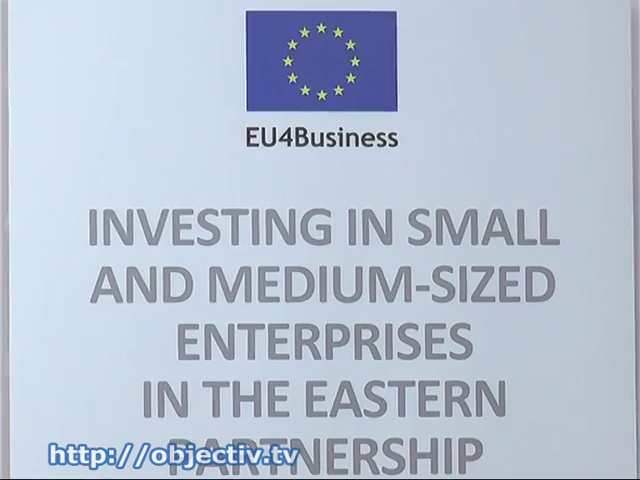 EU4Business
INVESTING IN SMALL
AND MEDIUM-SIZED
ENTERPRISES
IN THE EASTERN
PARTNERSHIP
http://objectiv.tv